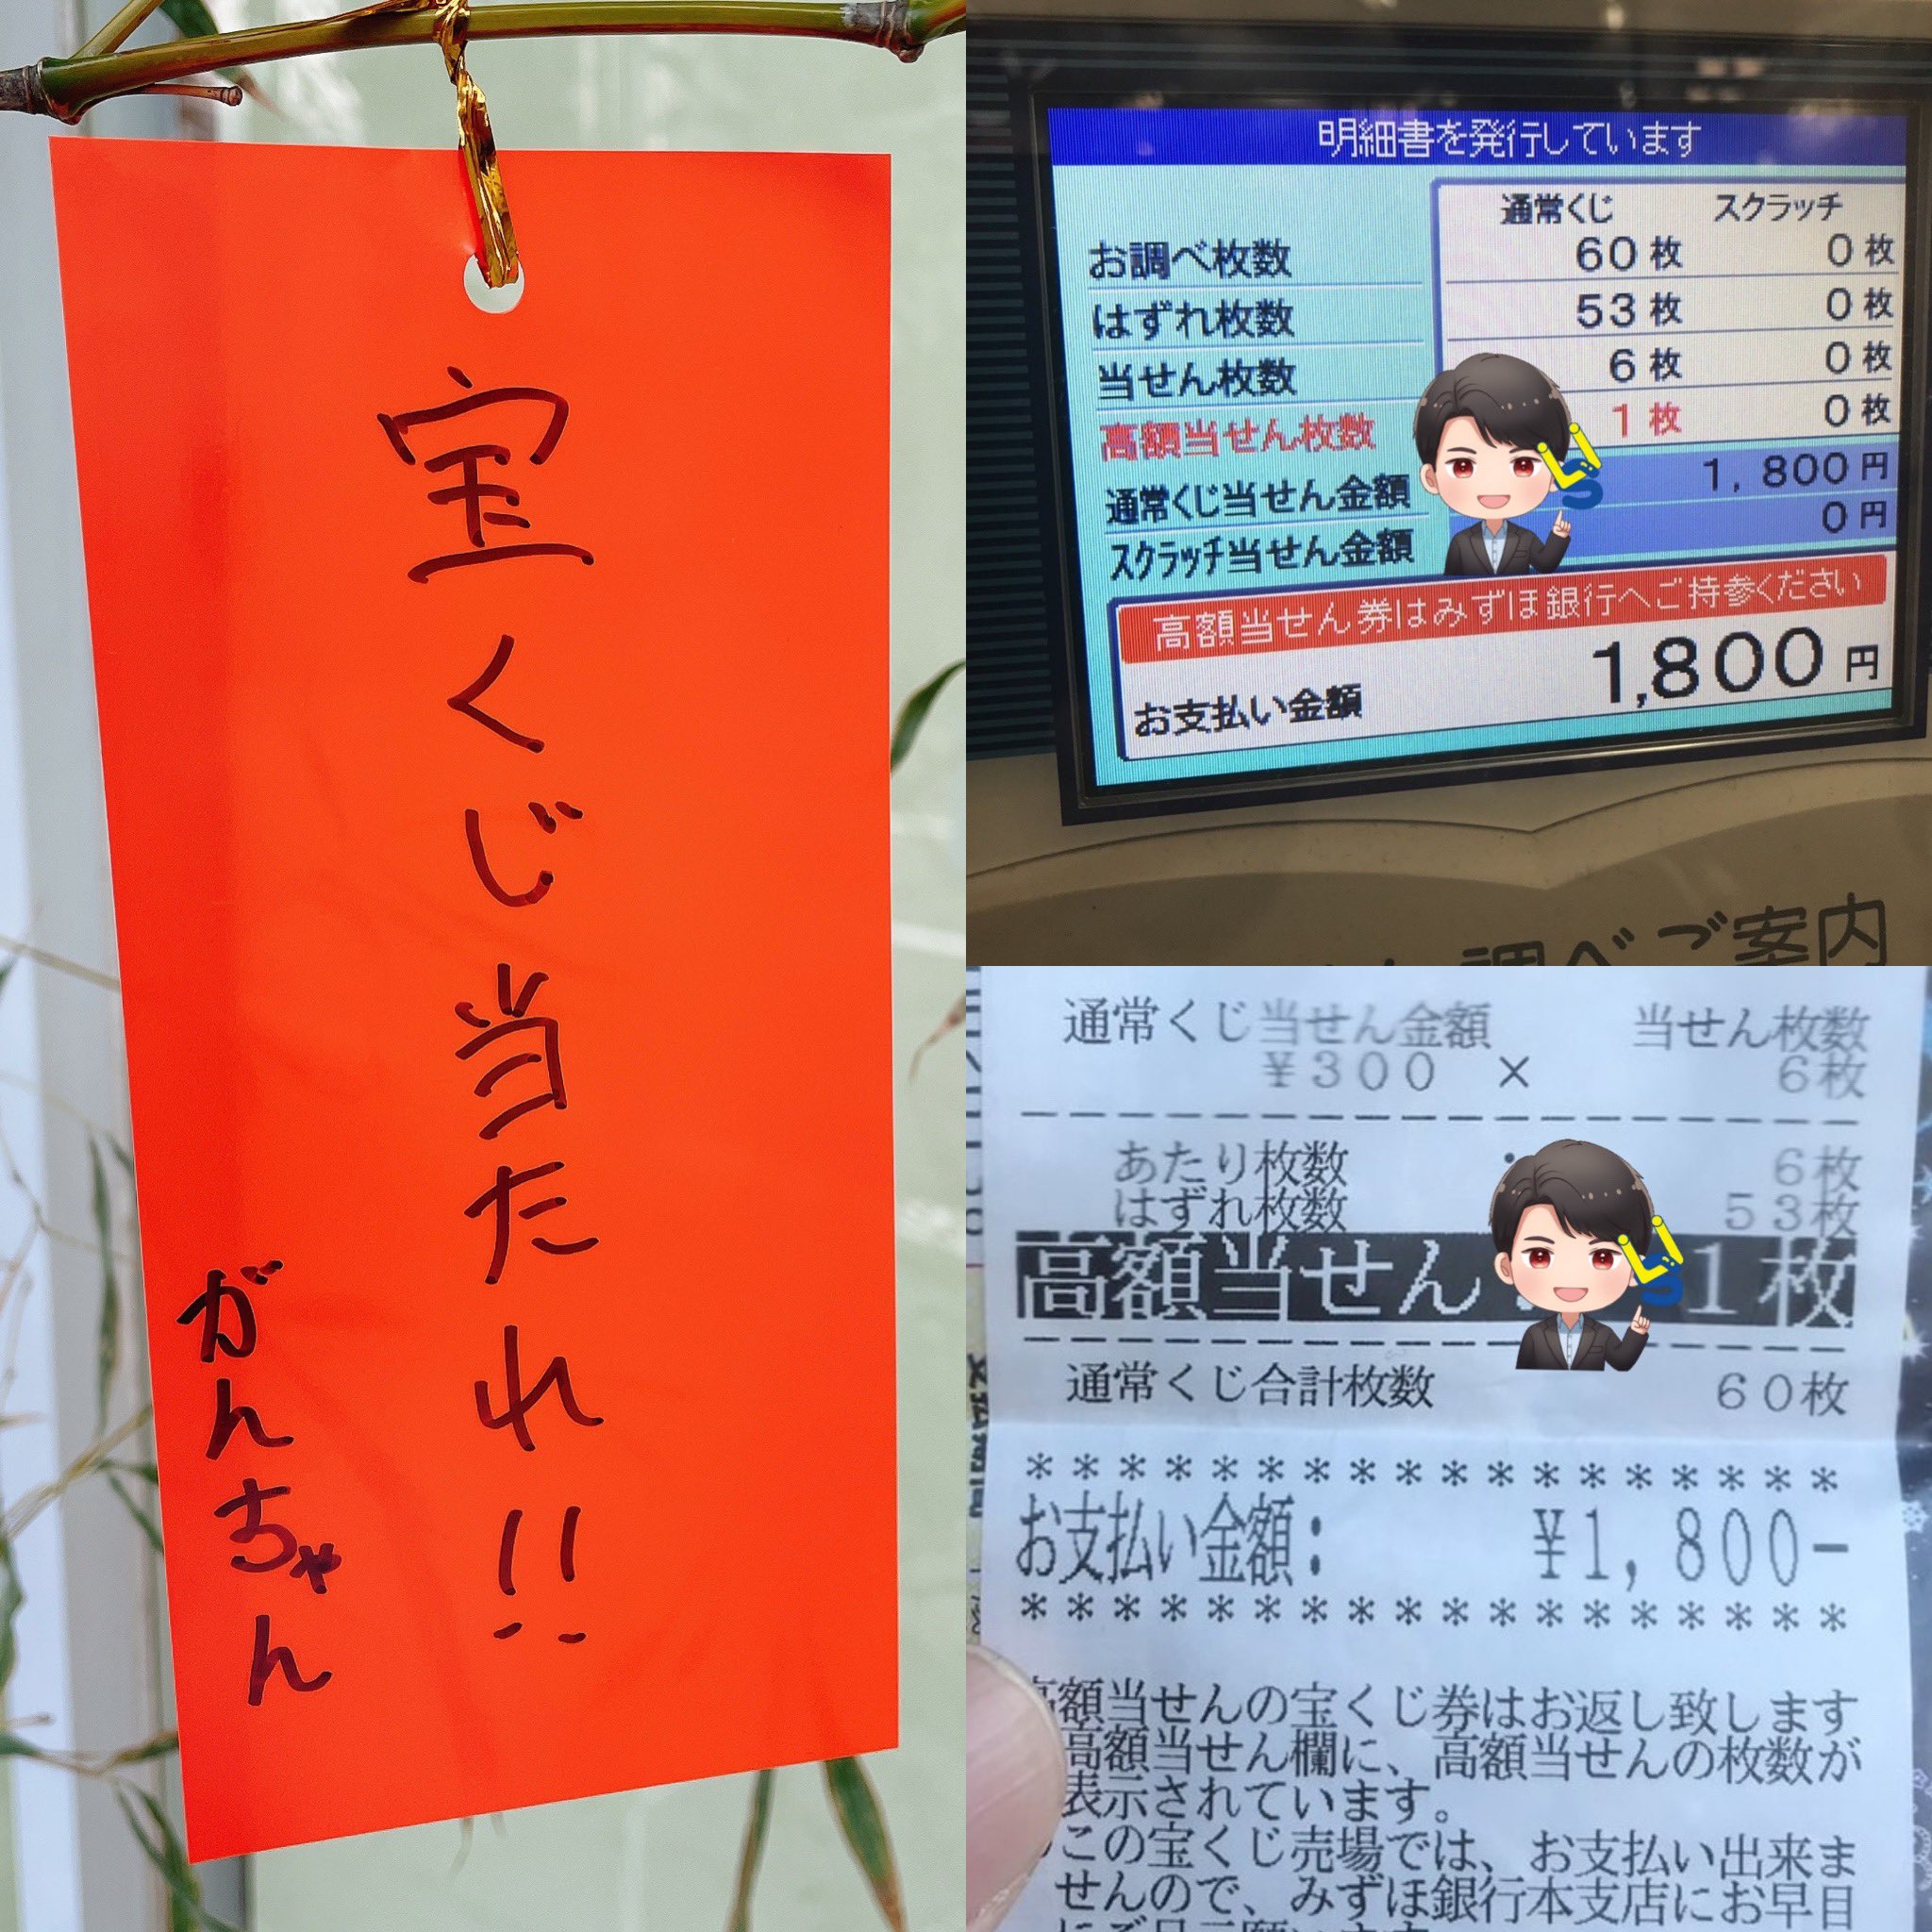 宝くじ当たれ!!
がんちゃん
明細書を発行しています
通常くじ スクラッチ
お調べ枚数 60枚 0枚
はずれ枚数 53枚 0枚
当せん枚数 6枚 0枚
高額当せん枚数 1枚 0枚
通常くじ当せん金額 1,800円
スクラッチ当せん金額 0円
高額当せん券はみずほ銀行へご持参ください
お支払い金額 1,800円
調べご案内
通常くじ当せん金額 当せん枚数
¥300 × 6枚
あたり枚数 6枚
はずれ枚数 53枚
高額当せん 1枚
通常くじ合計枚数 60枚
******************
お支払い金額: ¥1,800-
******************
高額当せんの宝くじ券はお返し致します
高額当せん欄に、高額当せんの枚数が
表示されています。
この宝くじ売場では、お支払い出来ま
せんので、みずほ銀行本支店にお早目